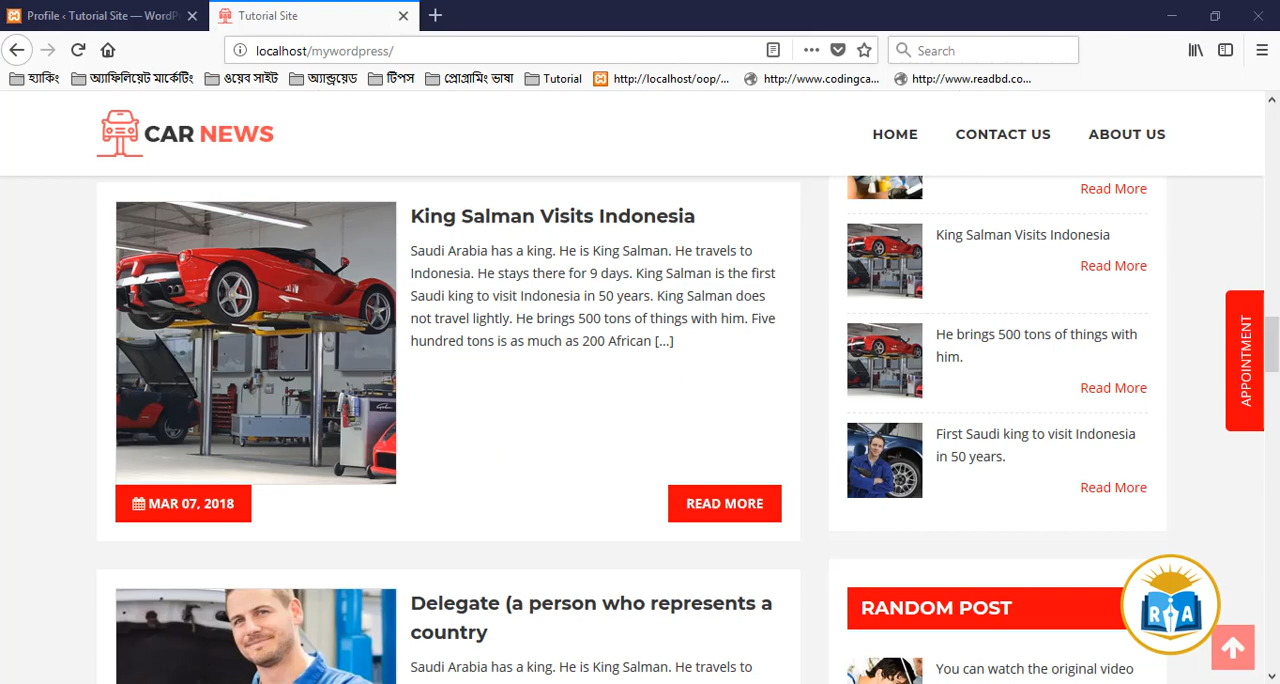 Profile ‹ Tutorial Site — WordP
Tutorial Site
localhost/mywordpress/
Search
হ্যাকিং
অ্যাফিলিয়েট মার্কেটিং
ওয়েব সাইট
অ্যান্ড্রয়েড
টিপস
প্রোগ্রামিং ভাষা
Tutorial
http://localhost/oop/...
http://www.codingca...
http://www.readbd.co...
CAR NEWS
HOME
CONTACT US
ABOUT US
King Salman Visits Indonesia
Saudi Arabia has a king. He is King Salman. He travels to
Indonesia. He stays there for 9 days. King Salman is the first
Saudi king to visit Indonesia in 50 years. King Salman does
not travel lightly. He brings 500 tons of things with him. Five
hundred tons is as much as 200 African [...]
MAR 07, 2018
READ MORE
Delegate (a person who represents a
country
Saudi Arabia has a king. He is King Salman. He travels to
Read More
King Salman Visits Indonesia
Read More
He brings 500 tons of things with
him.
Read More
First Saudi king to visit Indonesia
in 50 years.
Read More
RANDOM POST
You can watch the original video
APPOINTMENT
R A